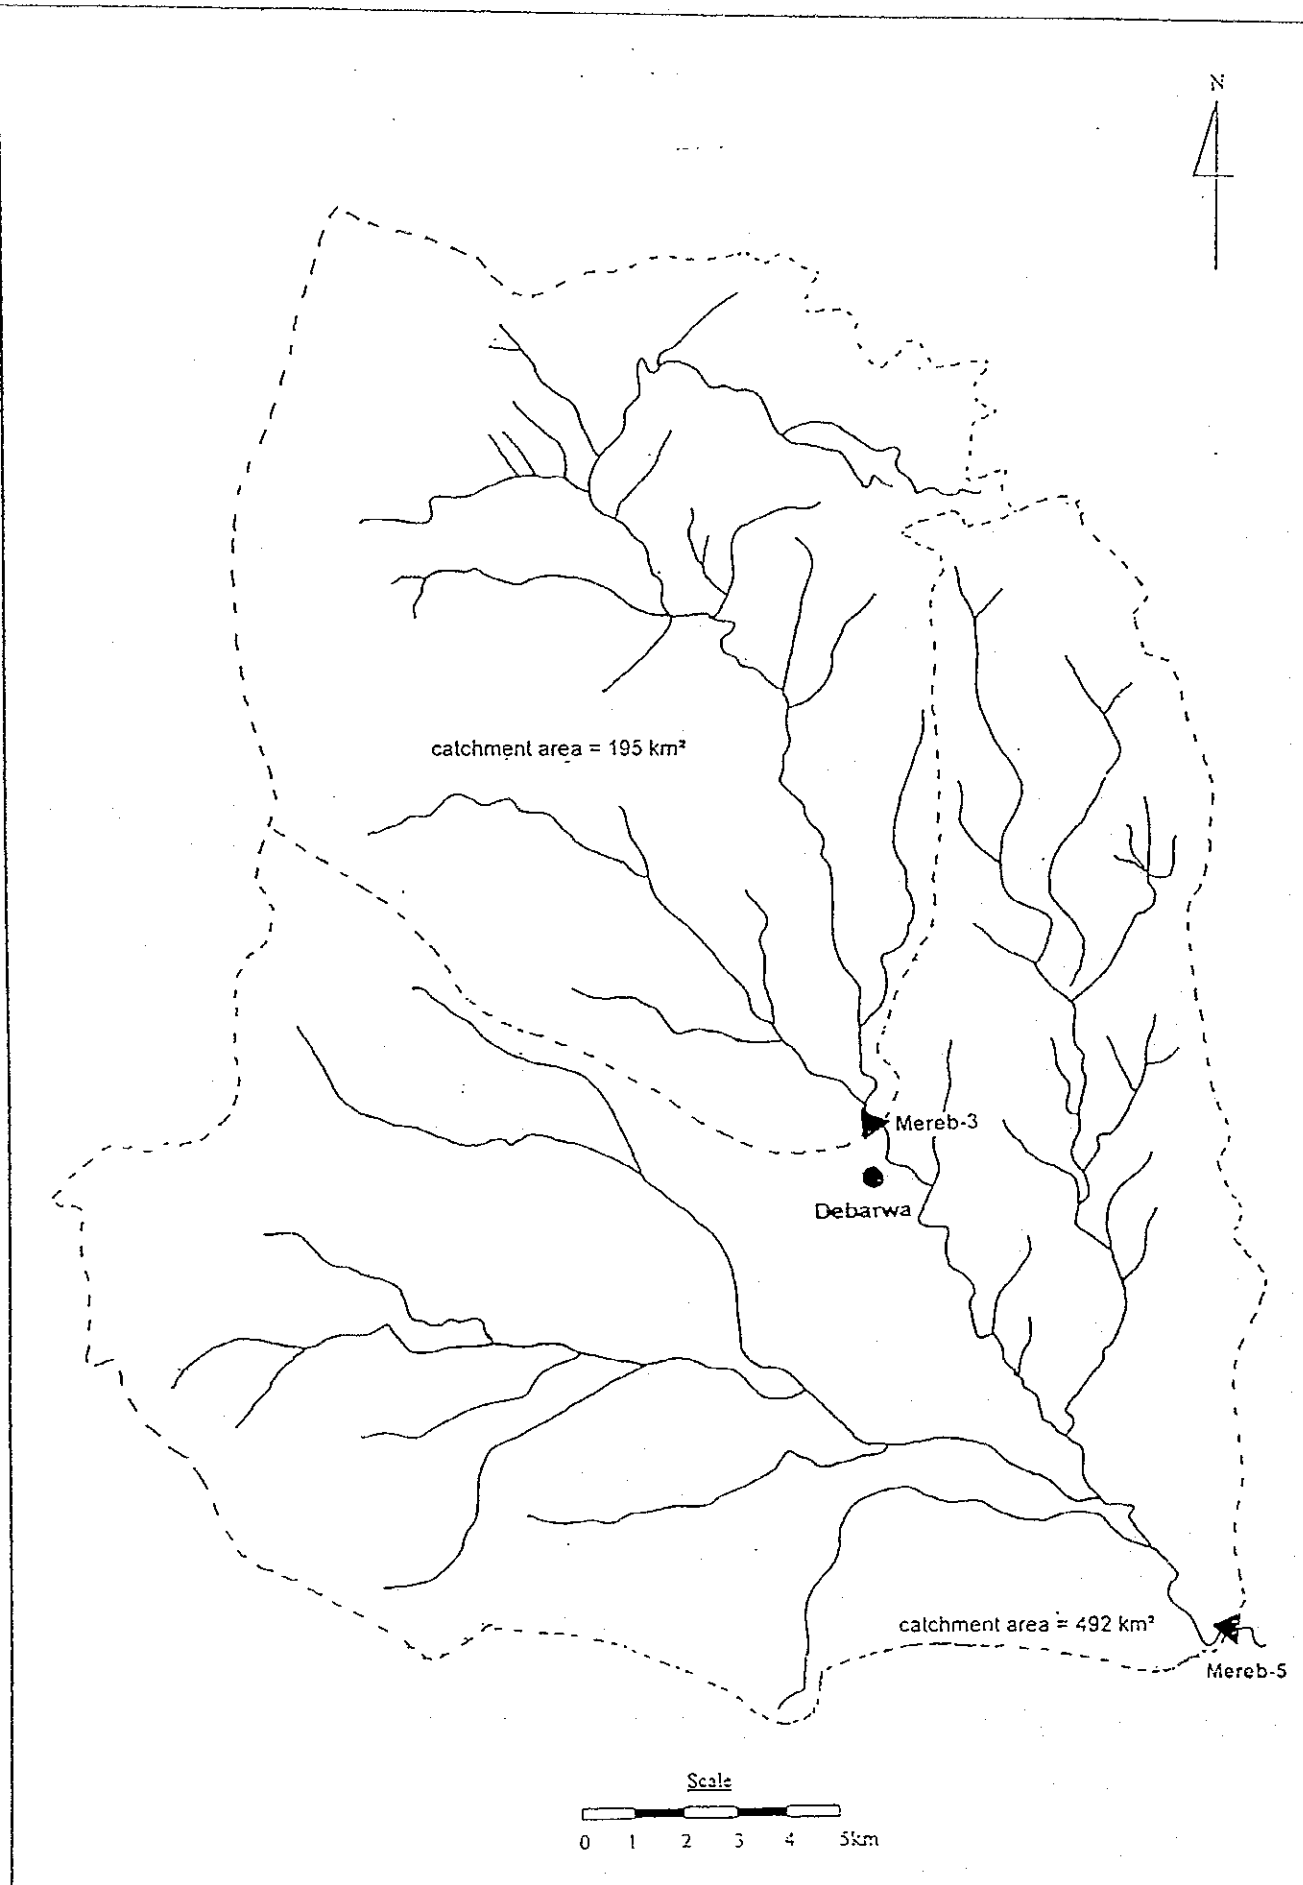 N
catchment area = 195 km²
Mereb-3
Debarwa
catchment area = 492 km²
Mereb-5
Scale
0 1 2 3 4 5km